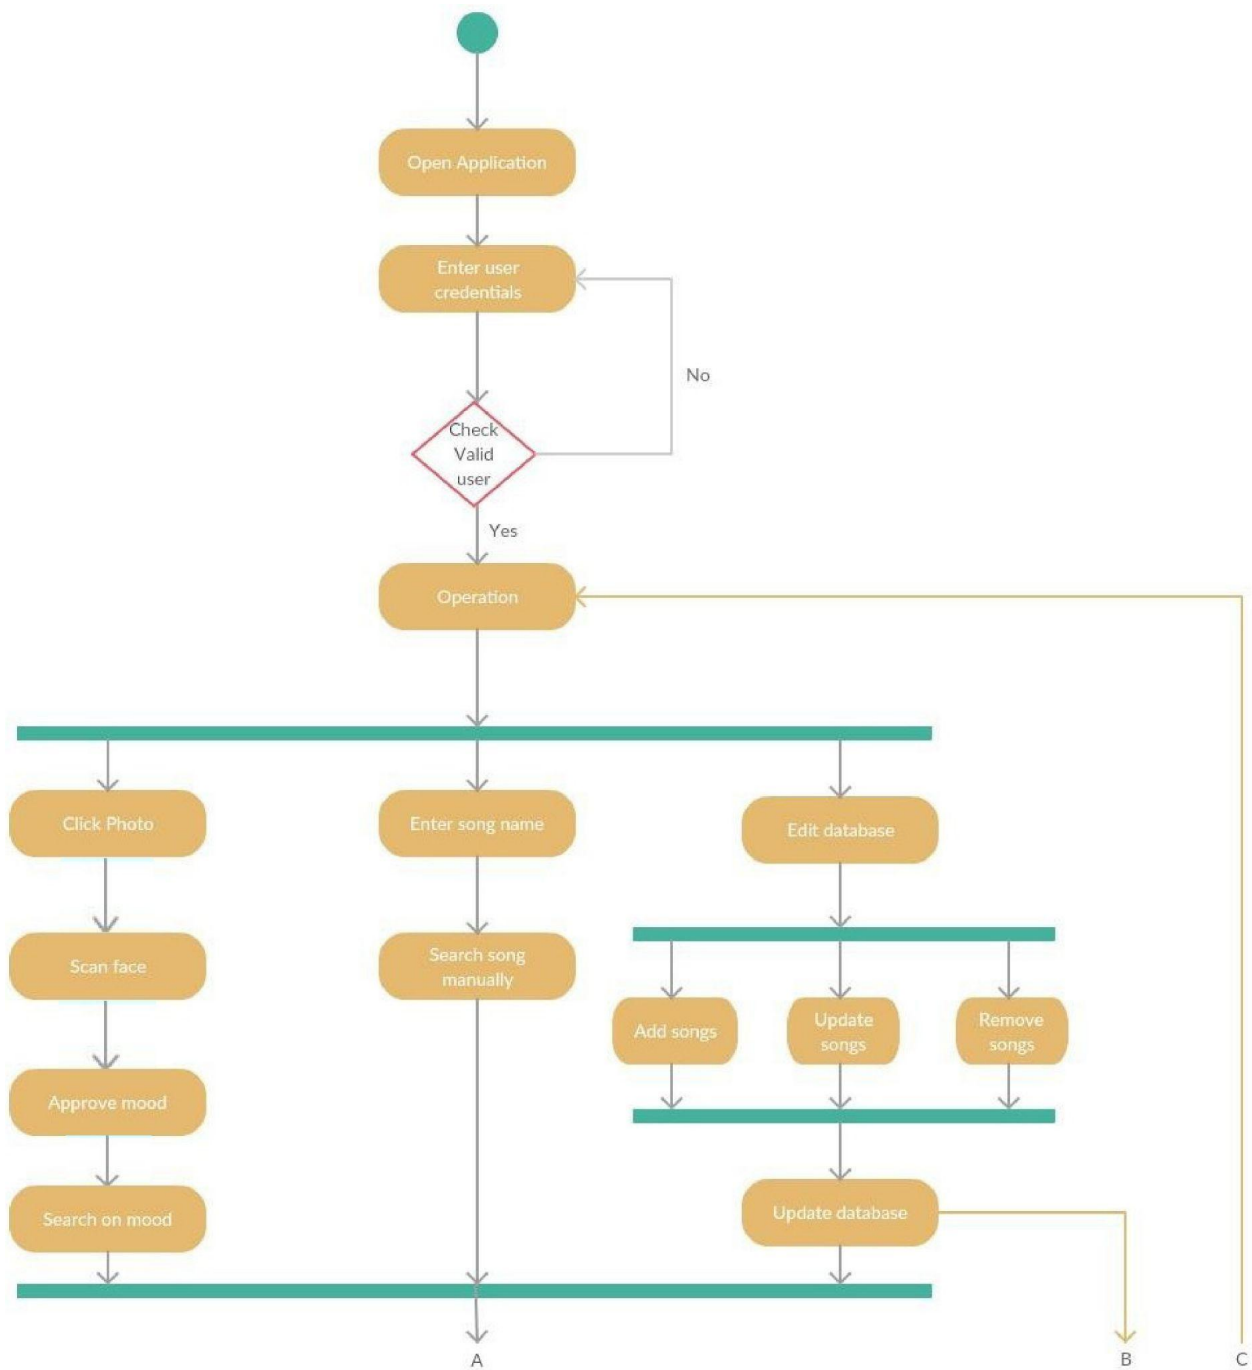 Open Application
Enter user
credentials
No
Check
Valid
user
Yes
Operation
Click Photo
Enter song name
Edit database
Scan face
Search song
manually
Add songs
Update
songs
Remove
songs
Approve mood
Search on mood
Update database
A
B
C